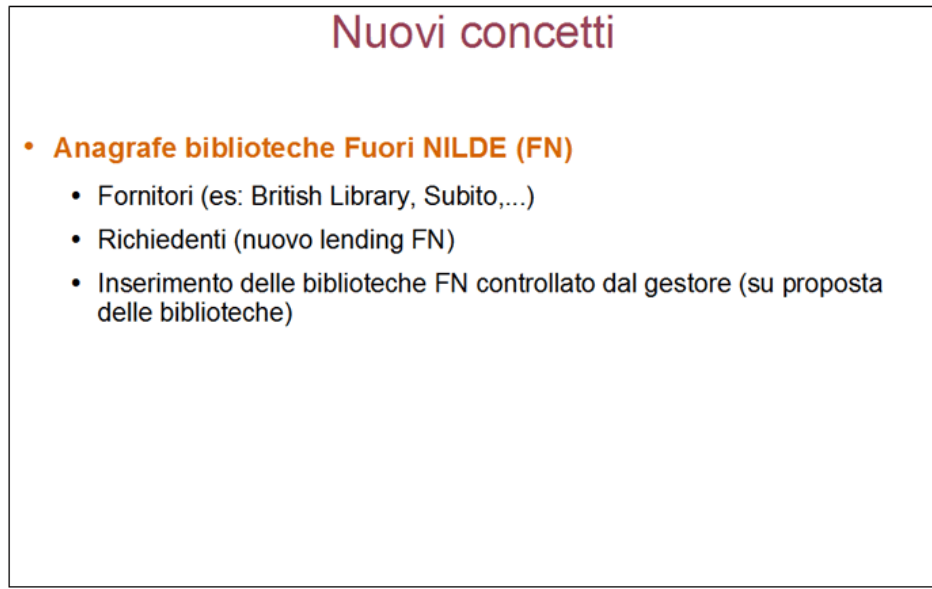 Nuovi concetti
• Anagrafe biblioteche Fuori NILDE (FN)
• Fornitori (es: British Library, Subito,...)
• Richiedenti (nuovo lending FN)
• Inserimento delle biblioteche FN controllato dal gestore (su proposta
delle biblioteche)